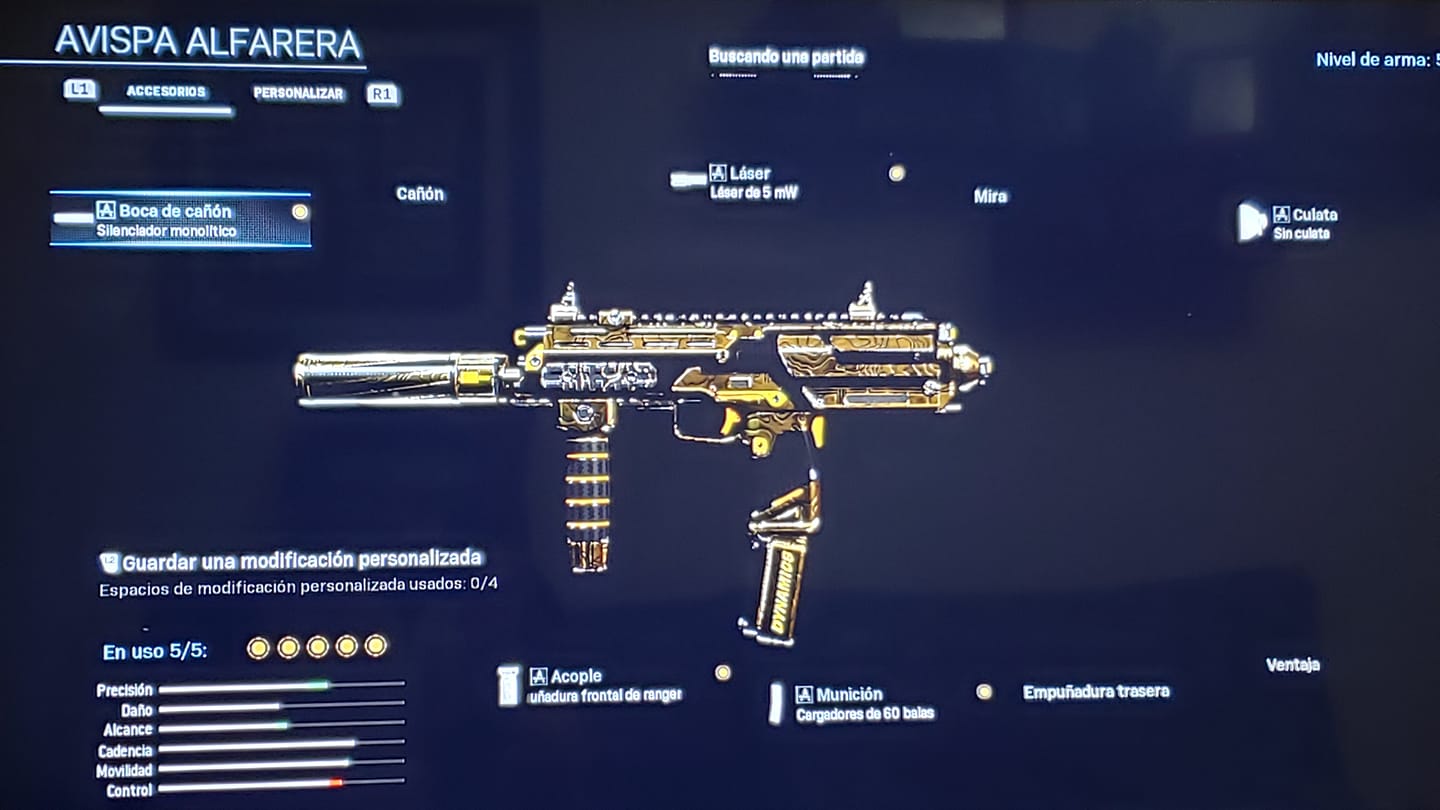 AVISPA ALFARERA
Buscando una partida
Nivel de arma: 5
L1 ACCESORIOS PERSONALIZAR R1
A Láser
Láser de 5 mW
Cañón
Mira
A Boca de cañón
Silenciador monolítico
A Culata
Sin culata
DYNAMICS
Guardar una modificación personalizada
Espacios de modificación personalizada usados: 0/4
En uso 5/5:
Precisión
Daño
Alcance
Cadencia
Movilidad
Control
A Acople
uñadura frontal de ranger
A Munición
Cargadores de 60 balas
Empuñadura trasera
Ventaja